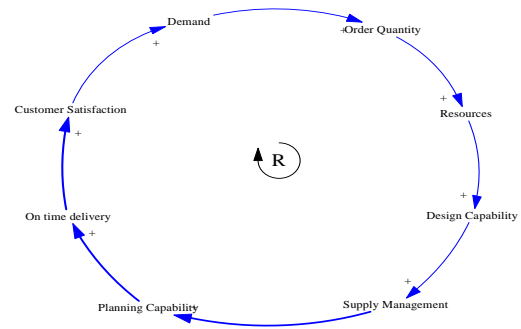 Demand
+
+Order Quantity
+
Resources
+
Design Capability
+
Supply Management
Planning Capability+
On time delivery
+
Customer Satisfaction
+
R